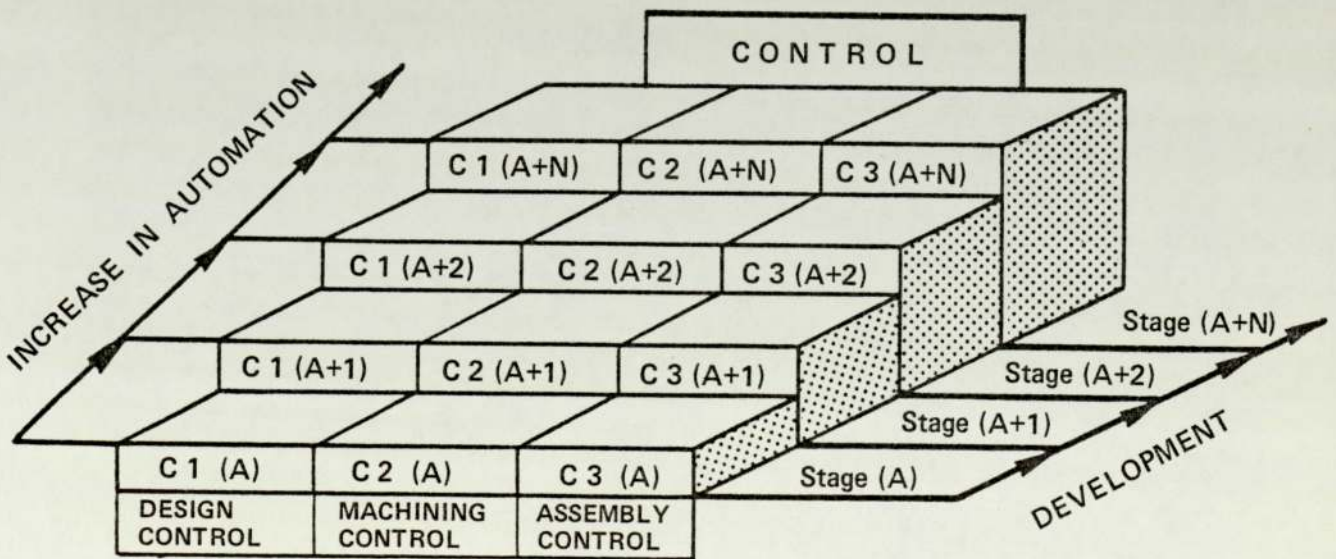 CONTROL
INCREASE IN AUTOMATION
C 1 (A+N) C 2 (A+N) C 3 (A+N)
C 1 (A+2) C 2 (A+2) C 3 (A+2)
Stage (A+N)
C 1 (A+1) C 2 (A+1) C 3 (A+1)
Stage (A+2)
Stage (A+1)
C 1 (A) C 2 (A) C 3 (A)
Stage (A)
DEVELOPMENT
DESIGN CONTROL
MACHINING CONTROL
ASSEMBLY CONTROL